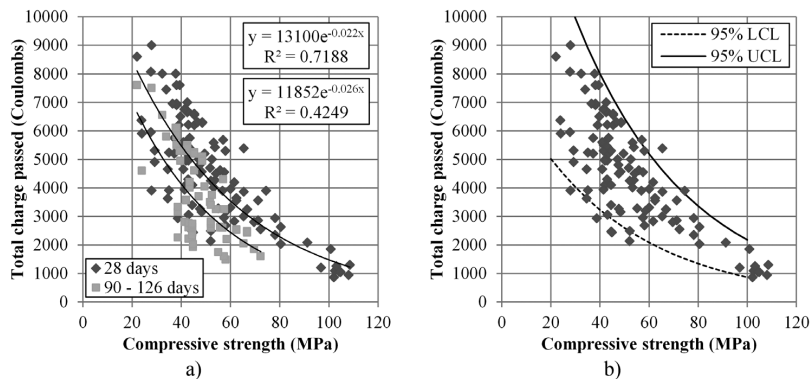 y = 13100e^-0.022x
R² = 0.7188
y = 11852e^-0.026x
R² = 0.4249
Total charge passed (Coulombs)
10000
9000
8000
7000
6000
5000
4000
3000
2000
1000
0
28 days
90 - 126 days
0 20 40 60 80 100 120
Compressive strength (MPa)
a)
95% LCL
95% UCL
Total charge passed (Coulombs)
10000
9000
8000
7000
6000
5000
4000
3000
2000
1000
0
0 20 40 60 80 100 120
Compressive strength (MPa)
b)